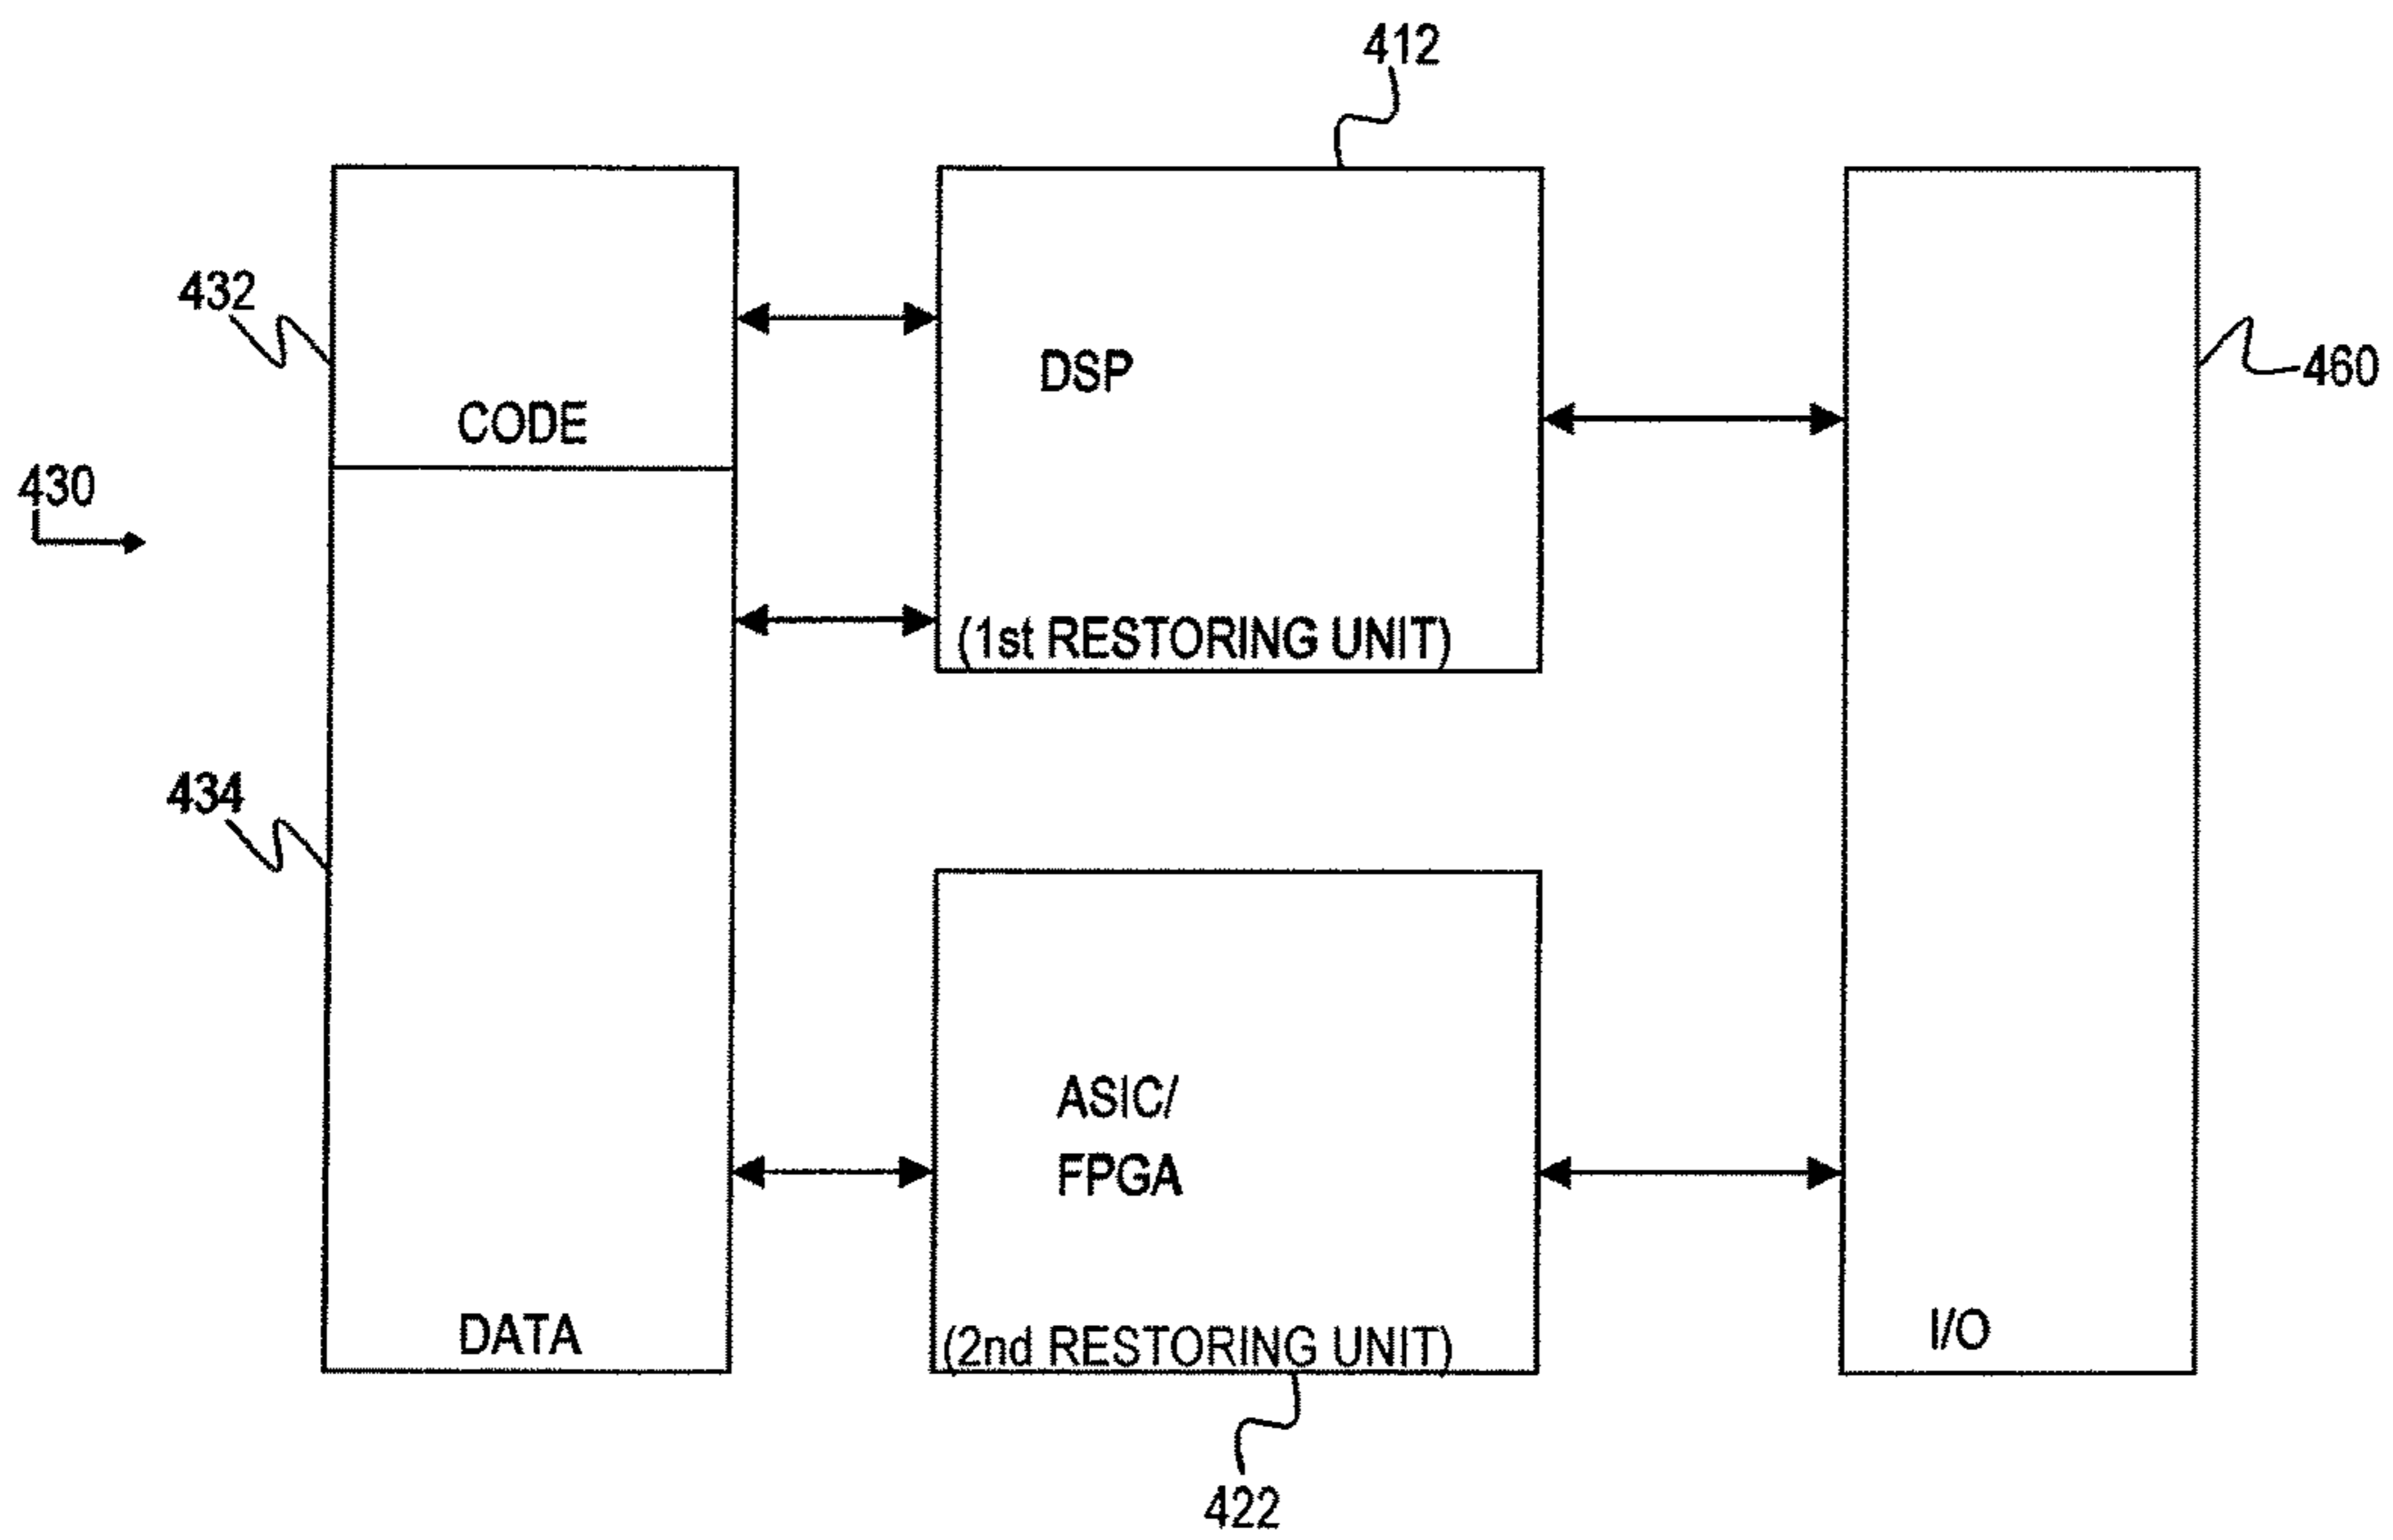 412
432
CODE
DSP
460
430
(1st RESTORING UNIT)
434
ASIC/
FPGA
DATA
(2nd RESTORING UNIT)
I/O
422